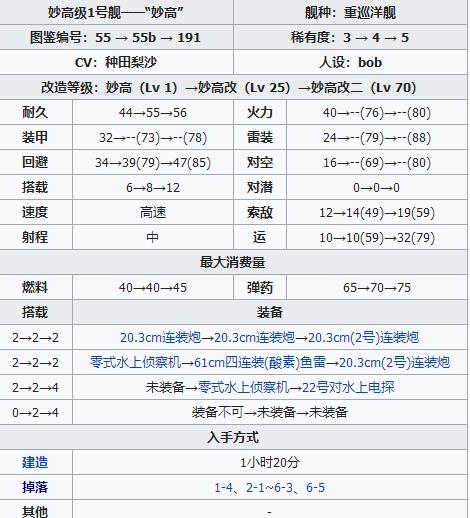 妙高级1号舰——“妙高” 舰种：重巡洋舰
图鉴编号：55 → 55b → 191 稀有度：3 → 4 → 5
CV：种田梨沙 人设：bob
改造等级：妙高（Lv 1）→妙高改（Lv 25）→妙高改二（Lv 70）
耐久 44→55→56 火力 40→--(76)→--(80)
装甲 32→--(73)→--(78) 雷装 24→--(79)→--(88)
回避 34→39(79)→47(85) 对空 16→--(69)→--(80)
搭载 6→8→12 对潜 0→0→0
速度 高速 索敌 12→14(49)→19(59)
射程 中 运 10→10(59)→32(79)
最大消费量
燃料 40→40→45 弹药 65→70→75
搭载 装备
2→2→2 20.3cm连装炮→20.3cm连装炮→20.3cm(2号)连装炮
2→2→2 零式水上侦察机→61cm四连装(酸素)鱼雷→20.3cm(2号)连装炮
2→2→4 未装备→零式水上侦察机→22号对水上电探
0→2→4 装备不可→未装备→未装备
入手方式
建造 1小时20分
掉落 1-4、2-1~6-3、6-5
其他 -